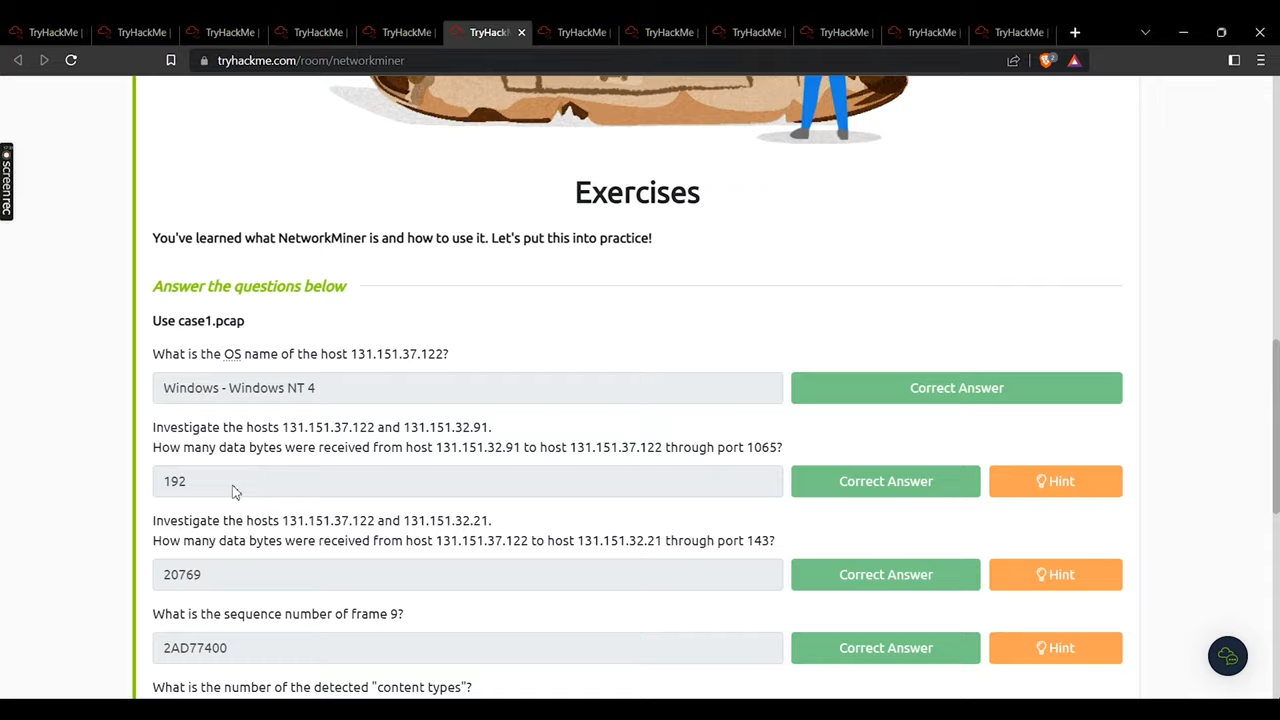 TryHackMe |
TryHackMe |
TryHackMe |
TryHackMe |
TryHackMe |
TryHackM
TryHackMe |
TryHackMe |
TryHackMe |
TryHackMe |
TryHackMe |
TryHackMe |
tryhackme.com/room/networkminer
2
screenrec
Exercises
You've learned what NetworkMiner is and how to use it. Let's put this into practice!
Answer the questions below
Use case1.pcap
What is the OS name of the host 131.151.37.122?
Windows - Windows NT 4
Correct Answer
Investigate the hosts 131.151.37.122 and 131.151.32.91.
How many data bytes were received from host 131.151.32.91 to host 131.151.37.122 through port 1065?
192
Correct Answer
Hint
Investigate the hosts 131.151.37.122 and 131.151.32.21.
How many data bytes were received from host 131.151.37.122 to host 131.151.32.21 through port 143?
20769
Correct Answer
Hint
What is the sequence number of frame 9?
2AD77400
Correct Answer
Hint
What is the number of the detected "content types"?